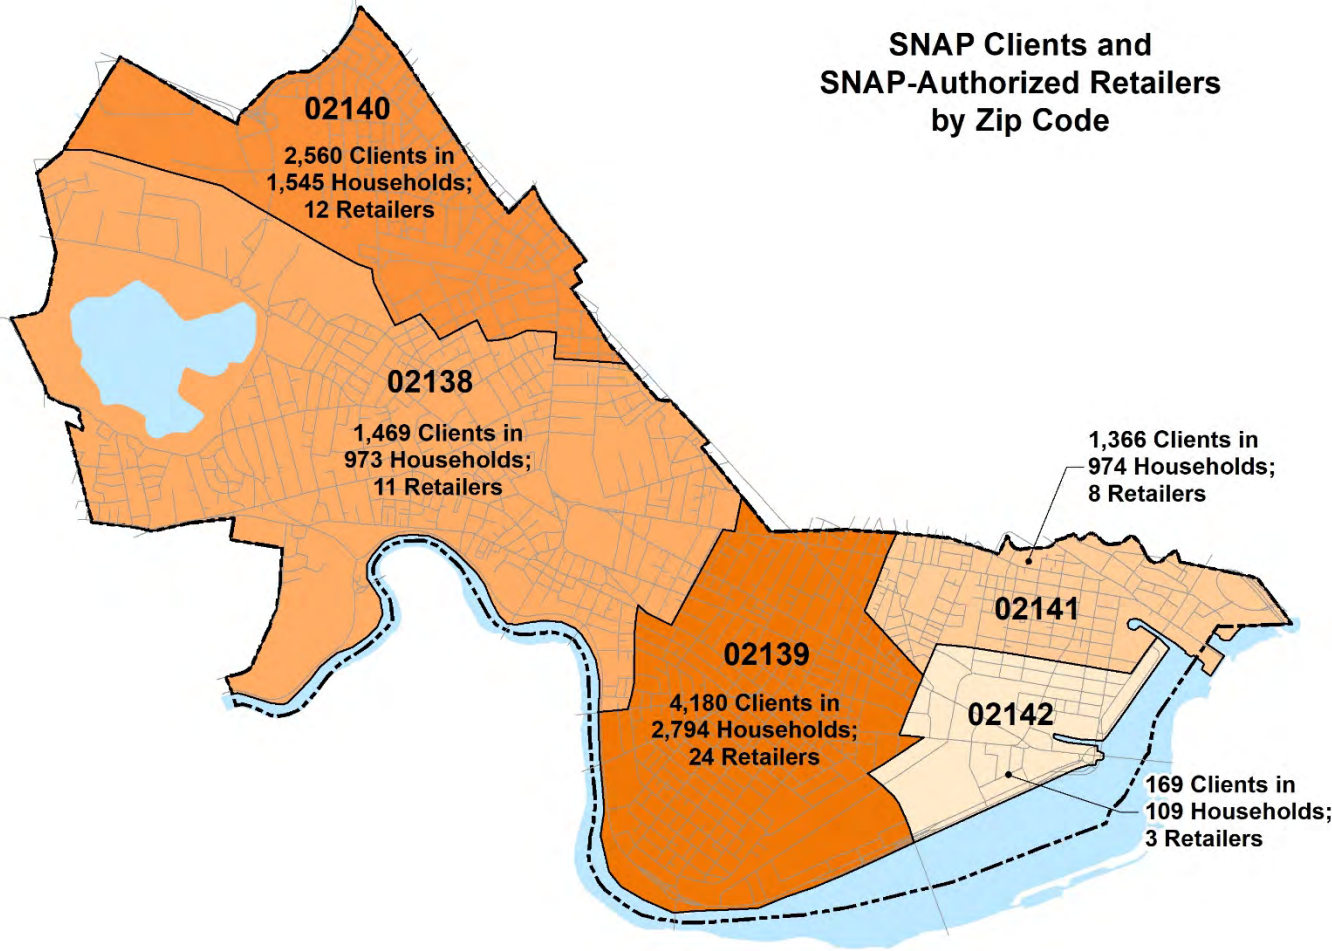 SNAP Clients and
SNAP-Authorized Retailers
by Zip Code
02140
2,560 Clients in
1,545 Households;
12 Retailers
02138
1,469 Clients in
973 Households;
11 Retailers
1,366 Clients in
974 Households;
8 Retailers
02141
02139
4,180 Clients in
2,794 Households;
24 Retailers
02142
169 Clients in
109 Households;
3 Retailers